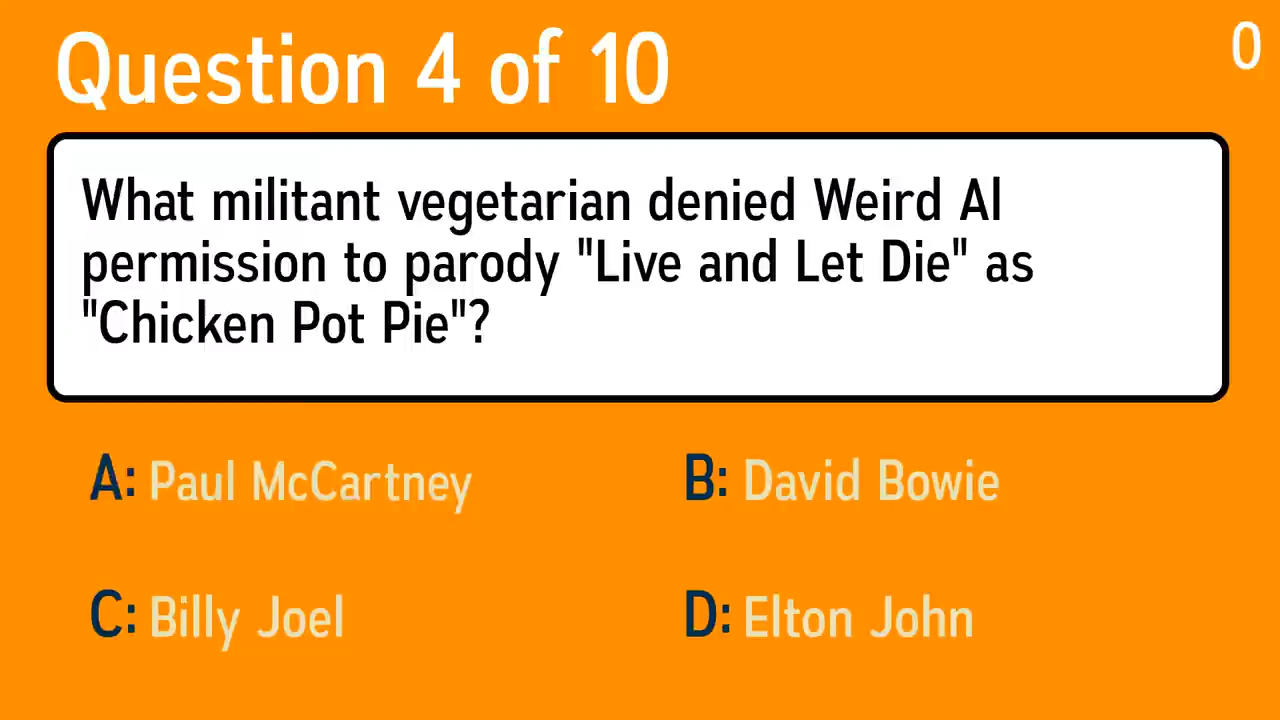 Question 4 of 10
0
What militant vegetarian denied Weird Al
permission to parody "Live and Let Die" as
"Chicken Pot Pie"?
A: Paul McCartney
B: David Bowie
C: Billy Joel
D: Elton John